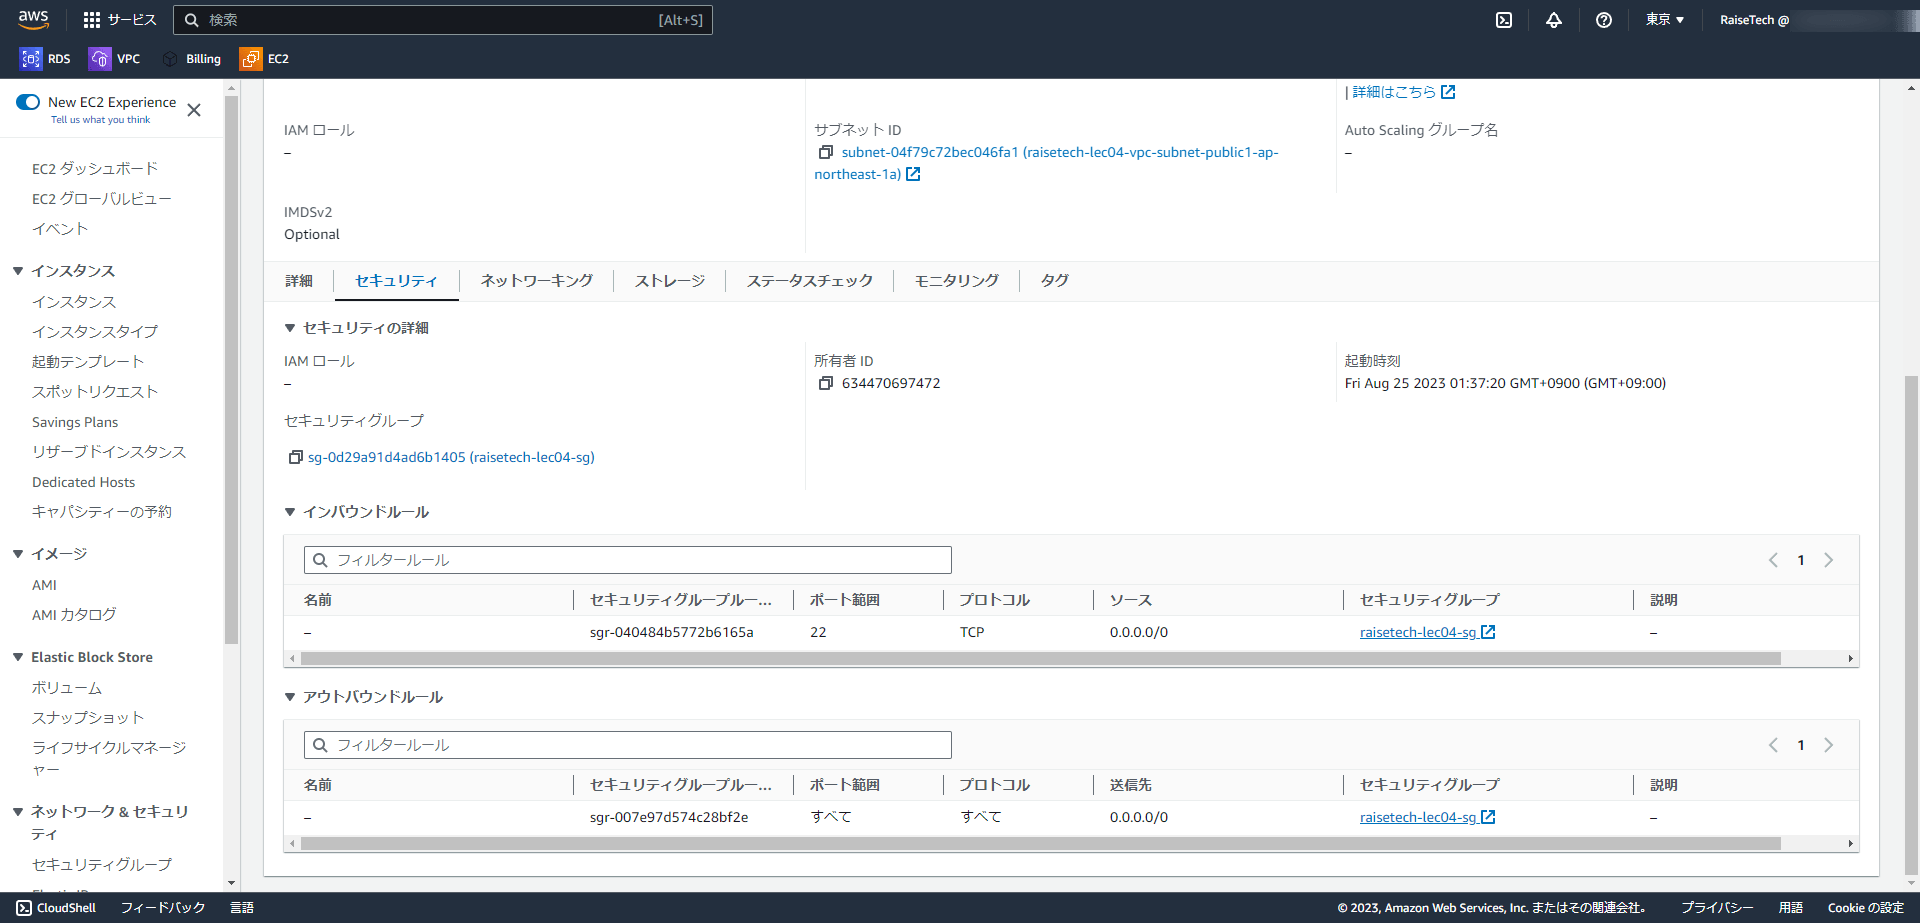 aws
サービス
検索
[Alt+S]
東京 ▼
RaiseTech @
RDS
VPC
Billing
EC2
New EC2 Experience
Tell us what you think
EC2 ダッシュボード
EC2 グローバルビュー
イベント
▼ インスタンス
インスタンス
インスタンスタイプ
起動テンプレート
スポットリクエスト
Savings Plans
リザーブドインスタンス
Dedicated Hosts
キャパシティーの予約
▼ イメージ
AMI
AMI カタログ
▼ Elastic Block Store
ボリューム
スナップショット
ライフサイクルマネージ
ャー
▼ ネットワーク & セキュリ
ティ
セキュリティグループ
| 詳細はこちら
IAM ロール
–
サブネット ID
subnet-04f79c72bec046fa1 (raisetech-lec04-vpc-subnet-public1-ap-
northeast-1a)
Auto Scaling グループ名
–
IMDSv2
Optional
詳細
セキュリティ
ネットワーキング
ストレージ
ステータスチェック
モニタリング
タグ
▼ セキュリティの詳細
IAM ロール
–
所有者 ID
634470697472
起動時刻
Fri Aug 25 2023 01:37:20 GMT+0900 (GMT+09:00)
セキュリティグループ
sg-0d29a91d4ad6b1405 (raisetech-lec04-sg)
▼ インバウンドルール
フィルタールール
1
名前 セキュリティグループルー... ポート範囲 プロトコル ソース セキュリティグループ 説明
– sgr-040484b5772b6165a 22 TCP 0.0.0.0/0 raisetech-lec04-sg –
▼ アウトバウンドルール
フィルタールール
1
名前 セキュリティグループルー... ポート範囲 プロトコル 送信先 セキュリティグループ 説明
– sgr-007e97d574c28bf2e すべて すべて 0.0.0.0/0 raisetech-lec04-sg –
CloudShell
フィードバック
言語
© 2023, Amazon Web Services, Inc. またはその関連会社。
プライバシー
用語
Cookie の設定